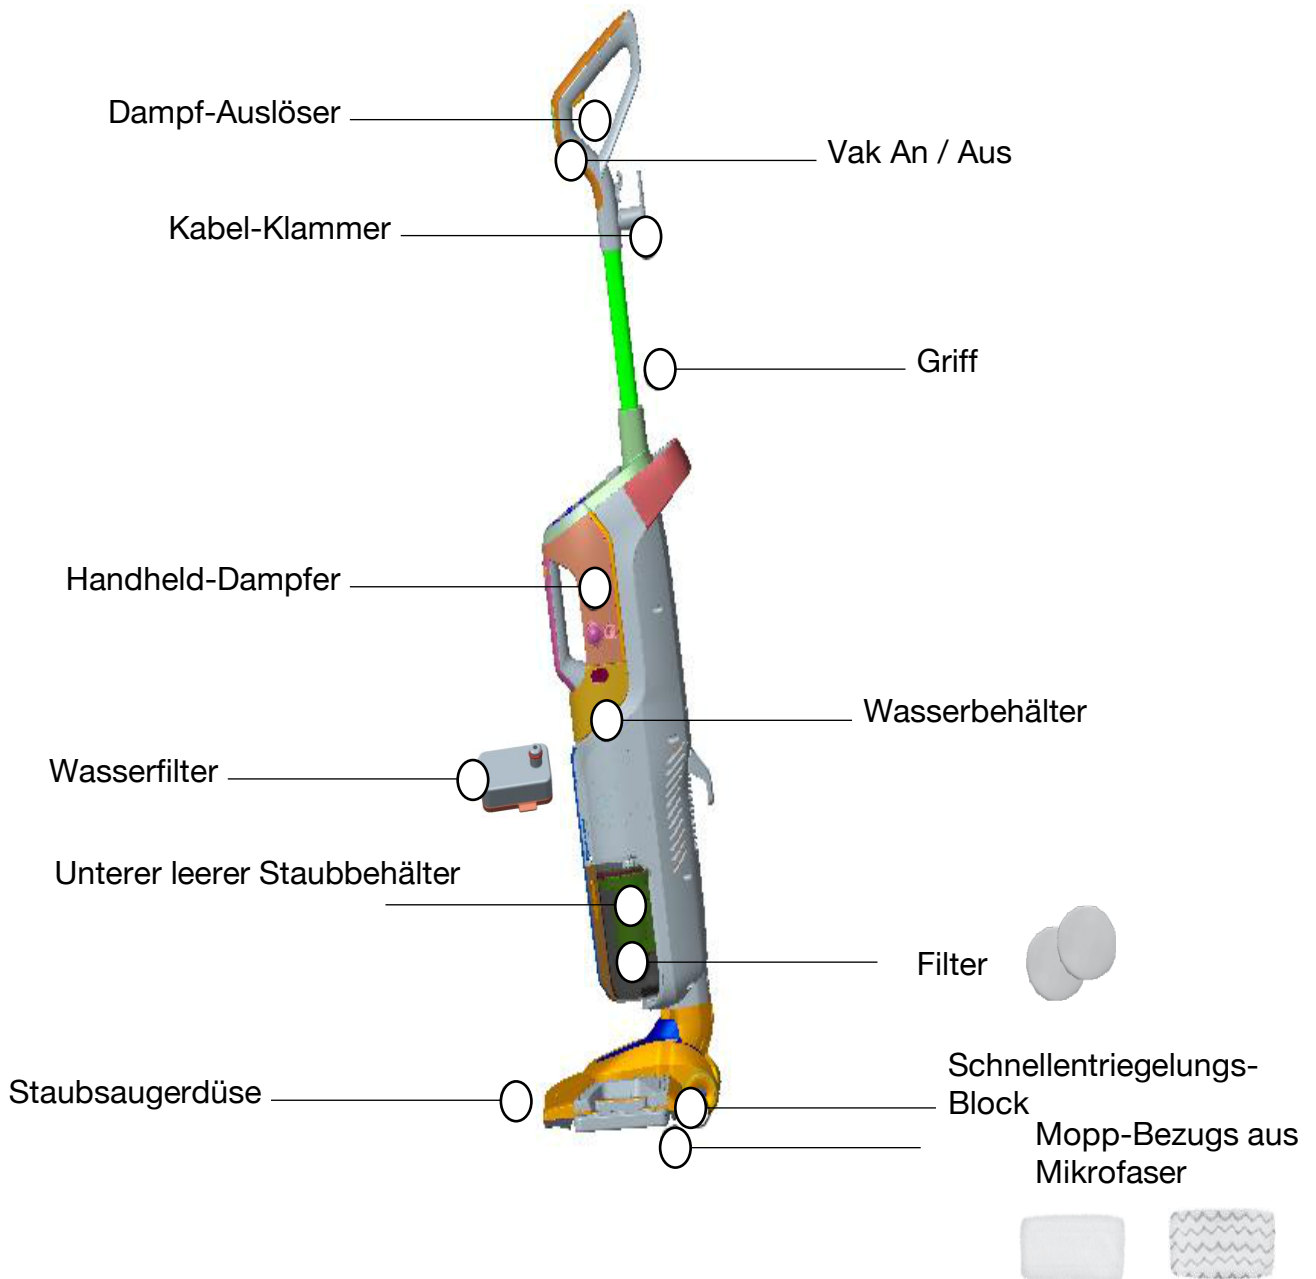 Dampf-Auslöser
Vak An / Aus
Kabel-Klammer
Griff
Handheld-Dampfer
Wasserbehälter
Wasserfilter
Unterer leerer Staubbehälter
Filter
Schnellentriegelungs-
Block
Staubsaugerdüse
Mopp-Bezugs aus
Mikrofaser